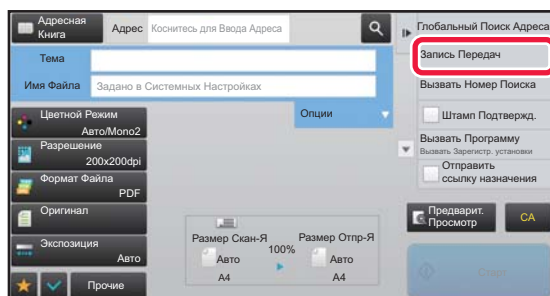 Адресная
Книга
Адрес
Коснитесь для Ввода Адреса
Тема
Имя Файла
Задано в Системных Настройках
Опции
Цветной Режим
Авто/Mono2
Разрешение
200x200dpi
Формат Файла
PDF
Оригинал
Экспозиция
Авто
Прочие
Размер Скан-Я
100%
Размер Отпр-Я
Авто
A4
Авто
A4
Глобальный Поиск Адреса
Запись Передач
Вызвать Номер Поиска
Штамп Подтвержд.
Вызвать Программу
Вызвать Зарегистр. установки
Отправить
ссылку назначения
Предварит.
Просмотр
CA
Старт